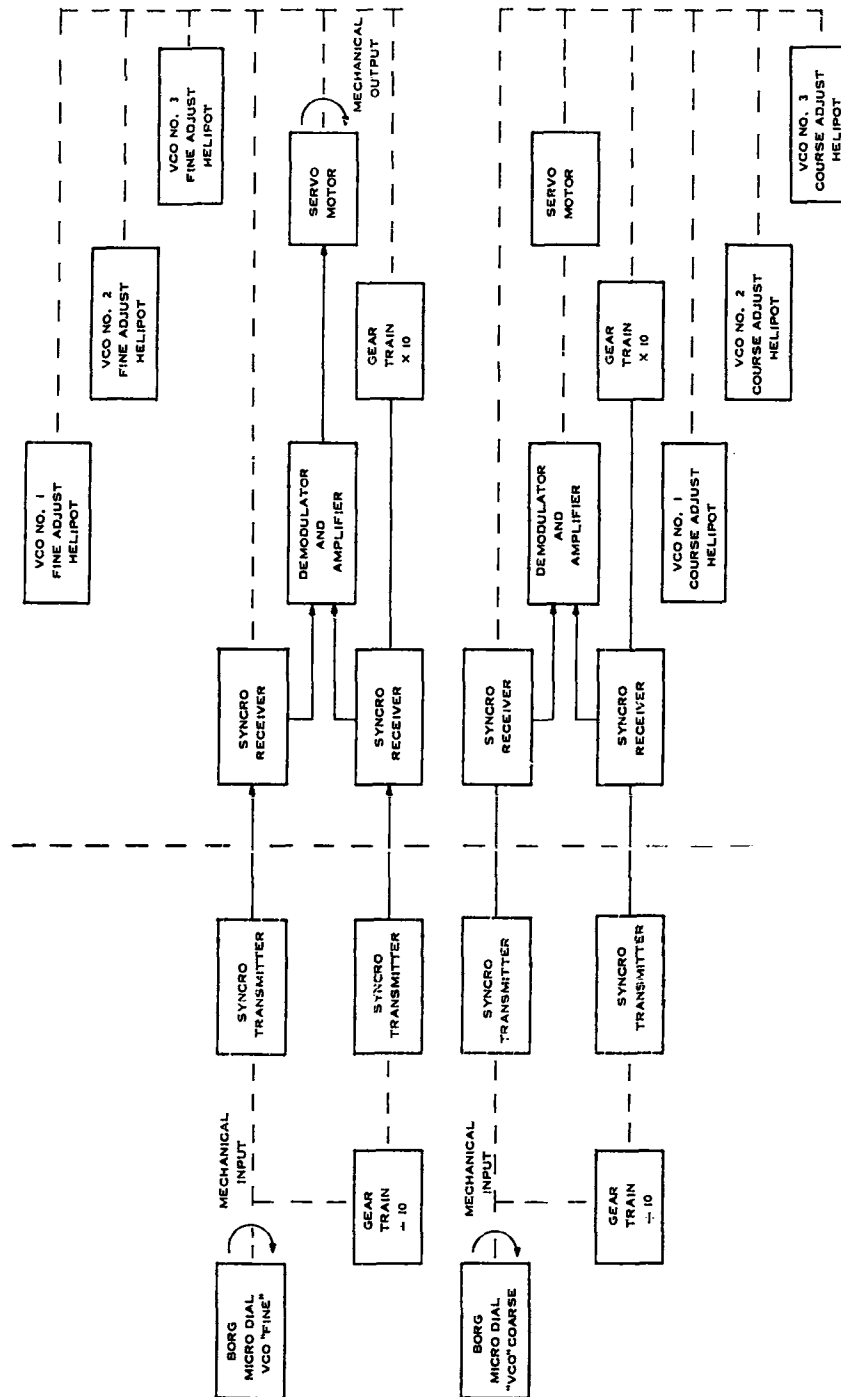 BORG
MICRO DIAL
VCO "FINE"
MECHANICAL
INPUT
GEAR
TRAIN
÷ 10
SYNCRO
TRANSMITTER
SYNCRO
TRANSMITTER
SYNCRO
RECEIVER
SYNCRO
RECEIVER
DEMODULATOR
AND
AMPLIFIER
GEAR
TRAIN
X 10
SERVO
MOTOR
MECHANICAL
OUTPUT
VCO NO. 1
FINE ADJUST
HELIPOT
VCO NO. 2
FINE ADJUST
HELIPOT
VCO NO. 3
FINE ADJUST
HELIPOT
BORG
MICRO DIAL
"VCO" COARSE
MECHANICAL
INPUT
GEAR
TRAIN
÷ 10
SYNCRO
TRANSMITTER
SYNCRO
TRANSMITTER
SYNCRO
RECEIVER
SYNCRO
RECEIVER
DEMODULATOR
AND
AMPLIFIER
GEAR
TRAIN
X 10
SERVO
MOTOR
VCO NO. 1
COURSE ADJUST
HELIPOT
VCO NO. 2
COURSE ADJUST
HELIPOT
VCO NO. 3
COURSE ADJUST
HELIPOT